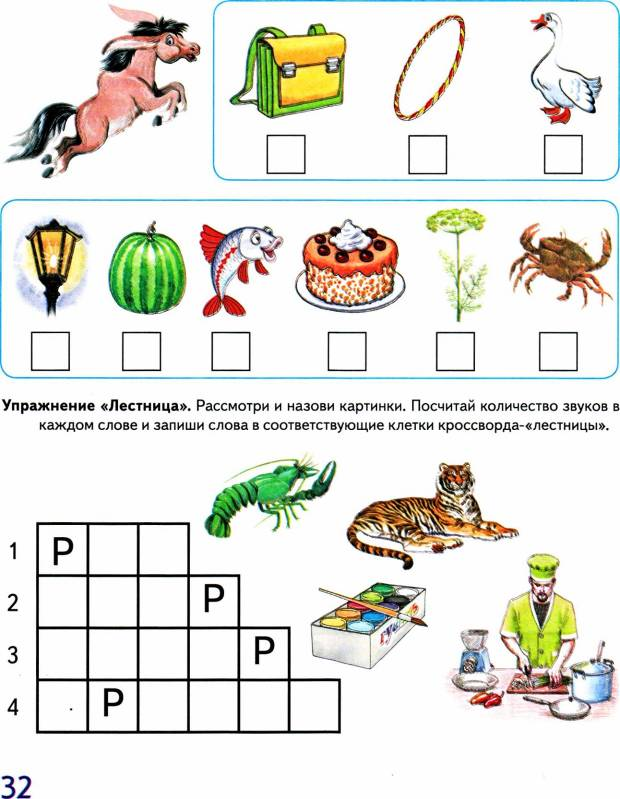 Упражнение «Лестница». Рассмотри и назови картинки. Посчитай количество звуков в
каждом слове и запиши слова в соответствующие клетки кроссворда-«лестницы».
1 Р
2 Р
3 Р
4 Р
32